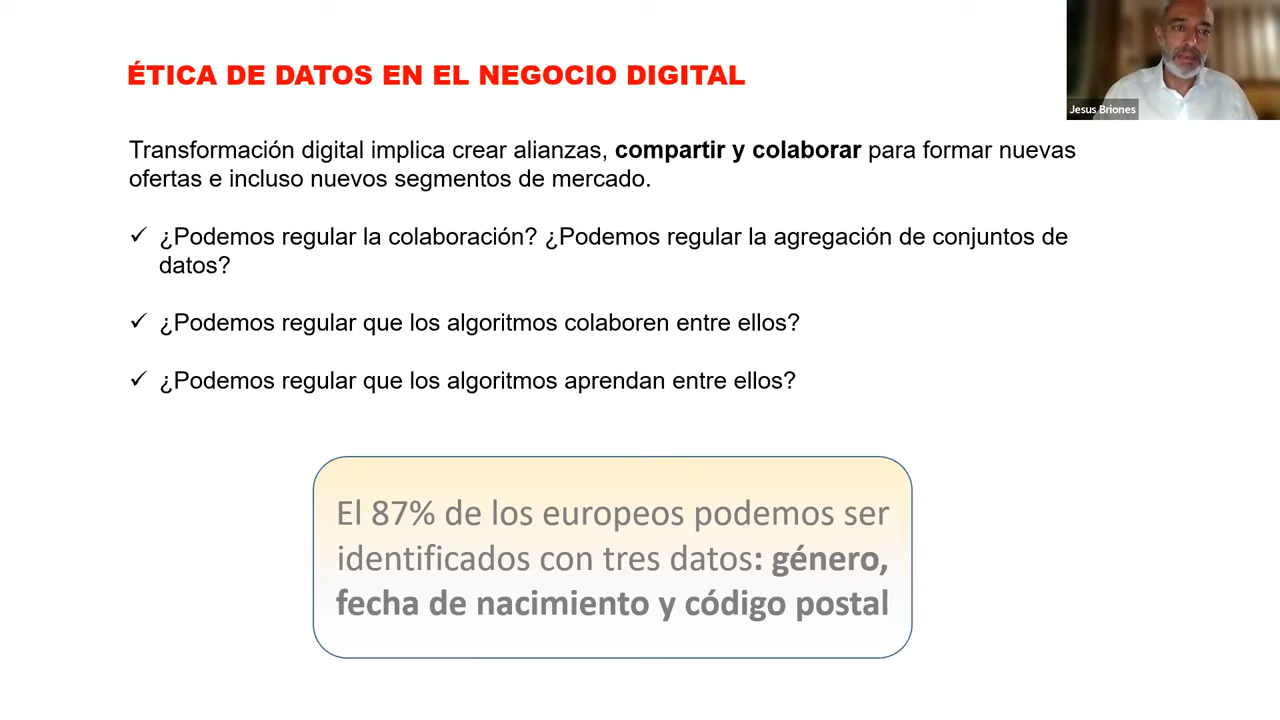 ÉTICA DE DATOS EN EL NEGOCIO DIGITAL
Jesus Briones
Transformación digital implica crear alianzas, compartir y colaborar para formar nuevas
ofertas e incluso nuevos segmentos de mercado.
✓ ¿Podemos regular la colaboración? ¿Podemos regular la agregación de conjuntos de
datos?
✓ ¿Podemos regular que los algoritmos colaboren entre ellos?
✓ ¿Podemos regular que los algoritmos aprendan entre ellos?
El 87% de los europeos podemos ser
identificados con tres datos: género,
fecha de nacimiento y código postal